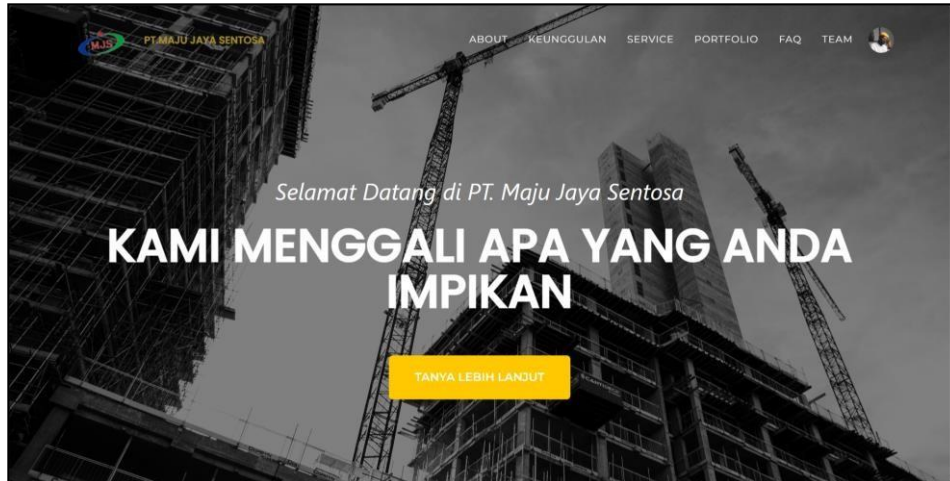 MJS
PT.MAJU JAYA SENTOSA
ABOUT KEUNGGULAN SERVICE PORTFOLIO FAQ TEAM
Selamat Datang di PT. Maju Jaya Sentosa
KAMI MENGGALI APA YANG ANDA
IMPIKAN
TANYA LEBIH LANJUT